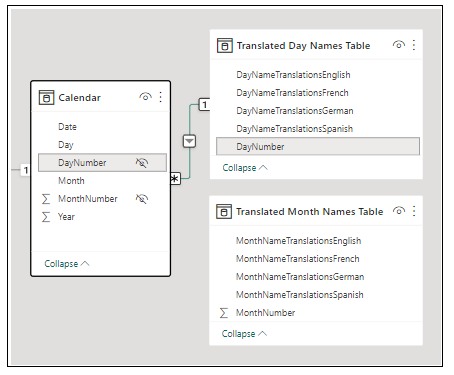 Calendar
Date
Day
DayNumber
Month
∑ MonthNumber
∑ Year
Collapse
1
*
1
Translated Day Names Table
DayNameTranslationsEnglish
DayNameTranslationsFrench
DayNameTranslationsGerman
DayNameTranslationsSpanish
DayNumber
Collapse
Translated Month Names Table
MonthNameTranslationsEnglish
MonthNameTranslationsFrench
MonthNameTranslationsGerman
MonthNameTranslationsSpanish
∑ MonthNumber
Collapse